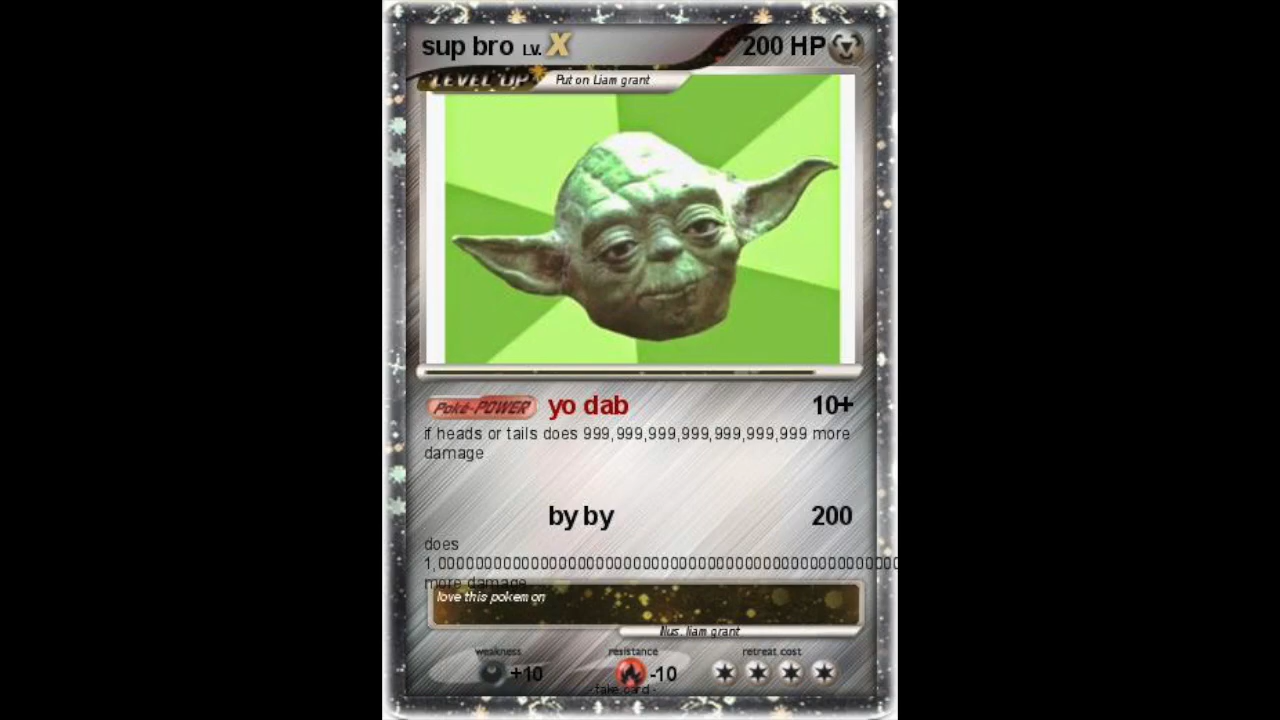 sup bro LV. X 200 HP
LEVEL-UP Put on Liam grant
Poké-POWER yo dab 10+
if heads or tails does 999,999,999,999,999,999,999 more
damage
by by 200
does
more damage
love this pokemon
Illus. liam grant
weakness resistance retreat cost
+10 -10
- fake card -